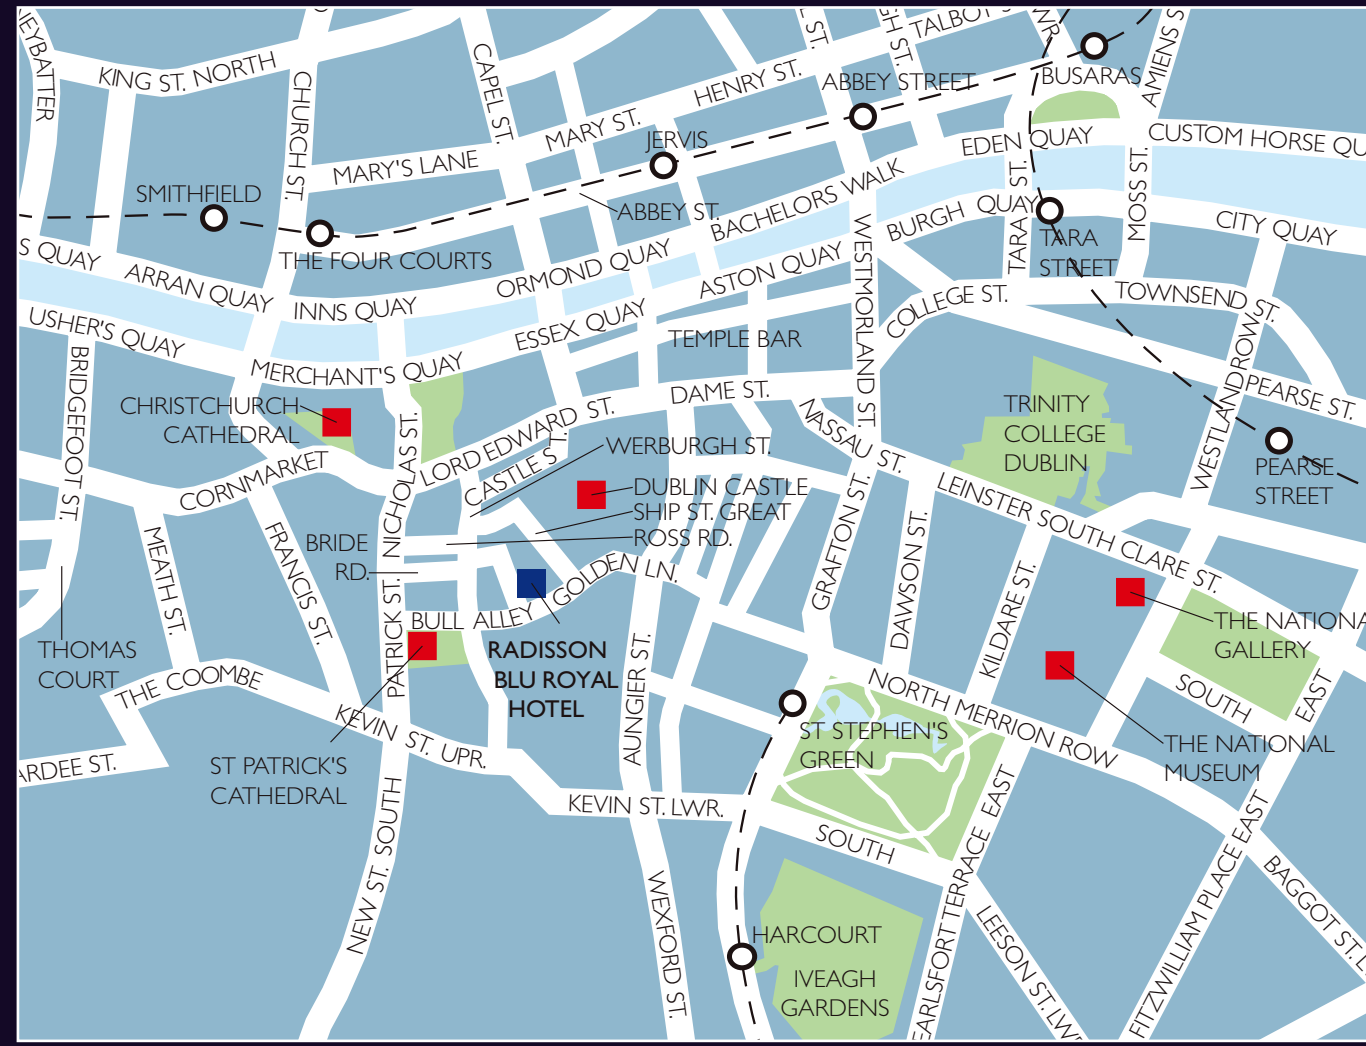 EYBATTER
KING ST. NORTH
CHURCH ST.
CAPEL ST.
MARY'S LANE
MARY ST.
HENRY ST.
TALBOT S
ABBEY STREET
BUSARAS
AMIENS S
WR.
ST.
GH ST.
JERVIS
SMITHFIELD
THE FOUR COURTS
ABBEY ST.
BACHELORS WALK
EDEN QUAY
CUSTOM HORSE QU
S QUAY
ARRAN QUAY
INNS QUAY
ORMOND QUAY
ASTON QUAY
BURGH QUAY
TARA ST.
MOSS ST.
CITY QUAY
TARA
STREET
USHER'S QUAY
MERCHANT'S QUAY
ESSEX QUAY
TEMPLE BAR
WESTMORLAND ST.
COLLEGE ST.
TOWNSEND ST.
BRIDGEFOOT ST.
CHRISTCHURCH
CATHEDRAL
CORNMARKET
NICHOLAS ST.
LORD EDWARD ST.
DAME ST.
NASSAU ST.
TRINITY
COLLEGE
DUBLIN
WESTLANDROW
PEARSE ST.
PEARSE
STREET
CASTLE S T.
WERBURGH ST.
DUBLIN CASTLE
SHIP ST. GREAT
ROSS RD.
BRIDE
RD.
MEATH ST.
FRANCIS ST.
PATRICK ST.
GOLDEN LN.
BULL ALLEY
GRAFTON ST.
DAWSON ST.
KILDARE ST.
LEINSTER SOUTH CLARE ST.
THE NATIONA
GALLERY
THOMAS
COURT
THE COOMBE
RADISSON
BLU ROYAL
HOTEL
AUNGIER ST.
ST STEPHEN'S
GREEN
NORTH MERRION ROW
SOUTH
EAST
THE NATIONAL
MUSEUM
ARDEE ST.
ST PATRICK'S
CATHEDRAL
KEVIN ST. UPR.
KEVIN ST. LWR.
SOUTH
EAST
NEW ST. SOUTH
WEXFORD ST.
HARCOURT
IVEAGH
GARDENS
EARLSFORT TERRACE
LEESON ST. LWR
FITZWILLIAM PLACE EAST
BAGGOT ST. L